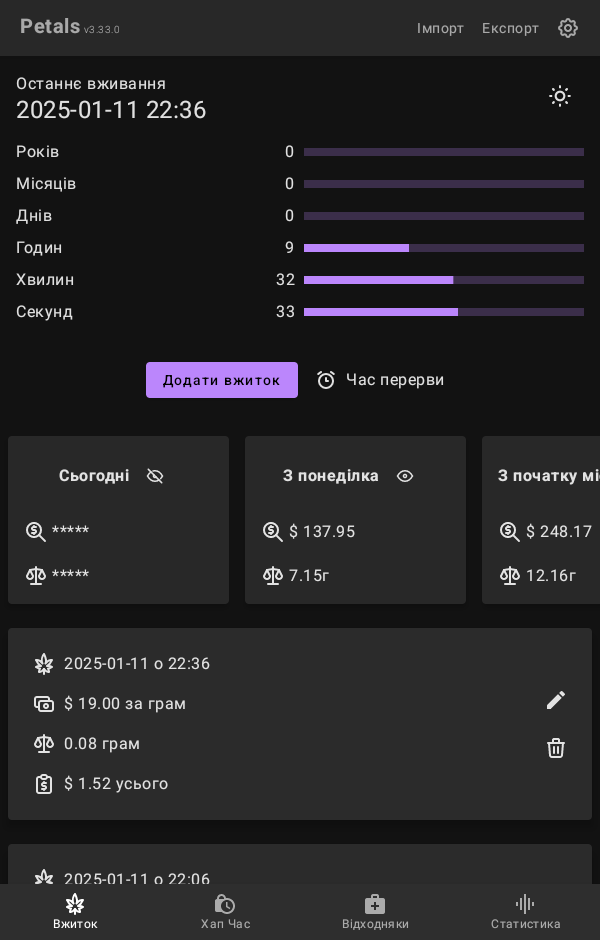 Petals v3.33.0 Імпорт Експорт
Останнє вживання
2025-01-11 22:36
Років 0
Місяців 0
Днів 0
Годин 9
Хвилин 32
Секунд 33
Додати вжиток Час перерви
Сьогодні З понеділка З початку
***** $ 137.95 $ 248.17
***** 7.15г 12.16г
2025-01-11 о 22:36
$ 19.00 за грам
0.08 грам
$ 1.52 усього
2025-01-11 о 22:06
Вжиток Хап Час Відходняки Статистика